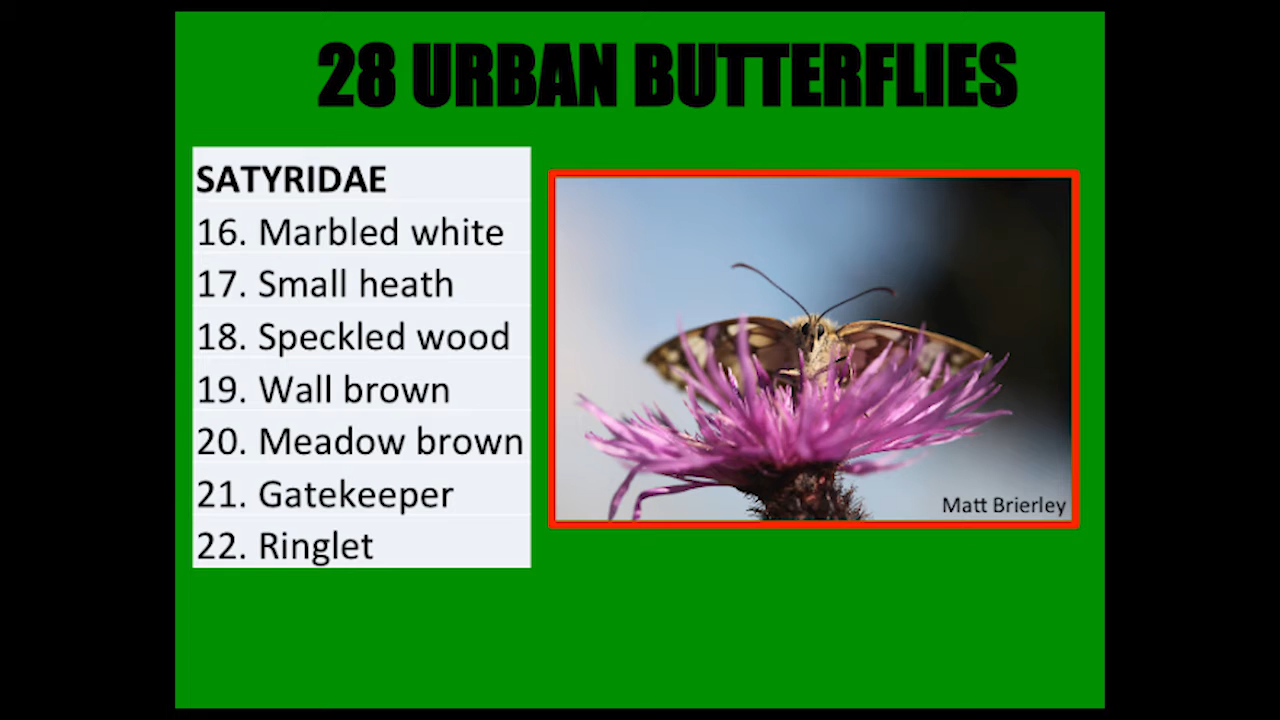 28 URBAN BUTTERFLIES
SATYRIDAE
16. Marbled white
17. Small heath
18. Speckled wood
19. Wall brown
20. Meadow brown
21. Gatekeeper
22. Ringlet
Matt Brierley